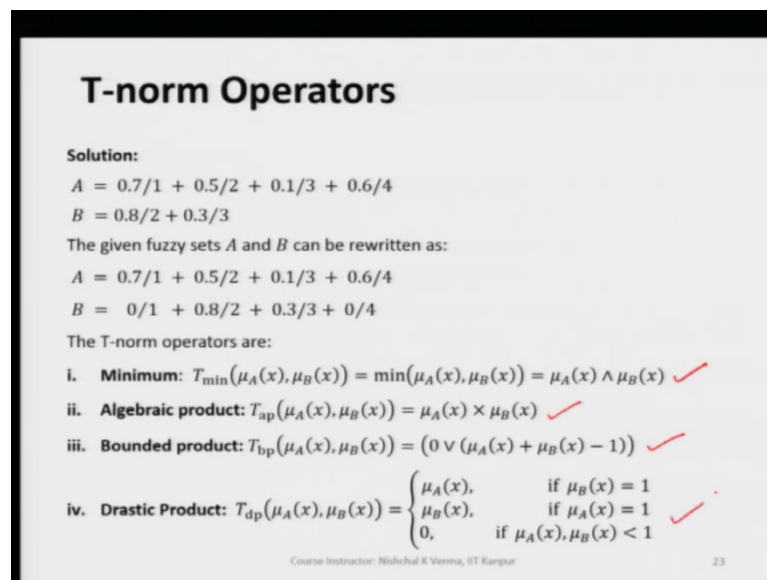 T-norm Operators
Solution:
A = 0.7/1 + 0.5/2 + 0.1/3 + 0.6/4
B = 0.8/2 + 0.3/3
The given fuzzy sets A and B can be rewritten as:
A = 0.7/1 + 0.5/2 + 0.1/3 + 0.6/4
B = 0/1 + 0.8/2 + 0.3/3 + 0/4
The T-norm operators are:
i. Minimum: T_min(μ_A(x), μ_B(x)) = min(μ_A(x), μ_B(x)) = μ_A(x) ∧ μ_B(x)
ii. Algebraic product: T_ap(μ_A(x), μ_B(x)) = μ_A(x) × μ_B(x)
iii. Bounded product: T_bp(μ_A(x), μ_B(x)) = (0 ∨ (μ_A(x) + μ_B(x) − 1))
iv. Drastic Product: T_dp(μ_A(x), μ_B(x)) = { μ_A(x), if μ_B(x) = 1
μ_B(x), if μ_A(x) = 1
0, if μ_A(x), μ_B(x) < 1
Course Instructor: Nishchal K Verma, IIT Kanpur 23